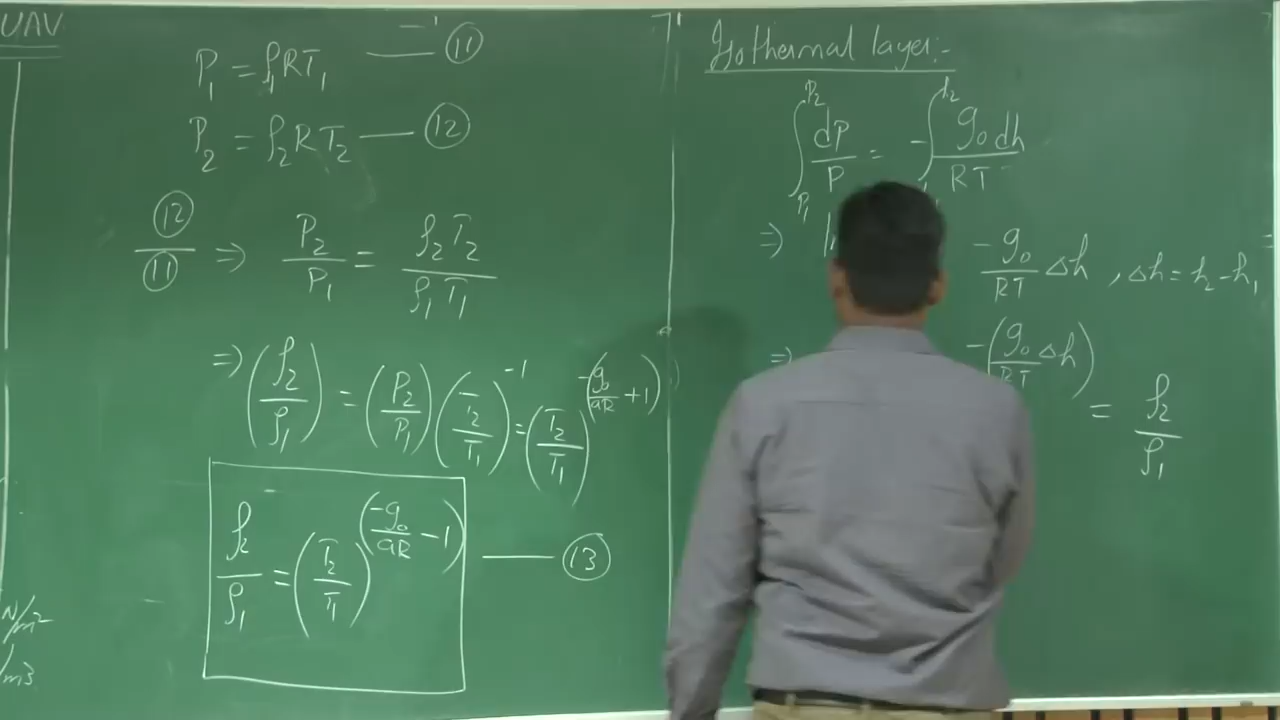 UAV
P₁ = ρ₁RT₁ —— ⑪
P₂ = ρ₂RT₂ —— ⑫
⑫/⑪ ⇒ P₂/P₁ = ρ₂T₂/ρ₁T₁
⇒ (ρ₂/ρ₁) = (P₂/P₁)(T₂/T₁)⁻¹ = (T₂/T₁)^-(g₀/aR + 1)
ρ₂/ρ₁ = (T₂/T₁)^(-g₀/aR - 1) —— ⑬
N/m²
/m³
Isothermal layer:-
∫_P₁^P₂ dP/P = -∫^h₂ g₀dh/RT
⇒ -g₀/RT Δh , Δh = h₂-h₁
⇒ -(g₀/RT Δh) = ρ₂/ρ₁